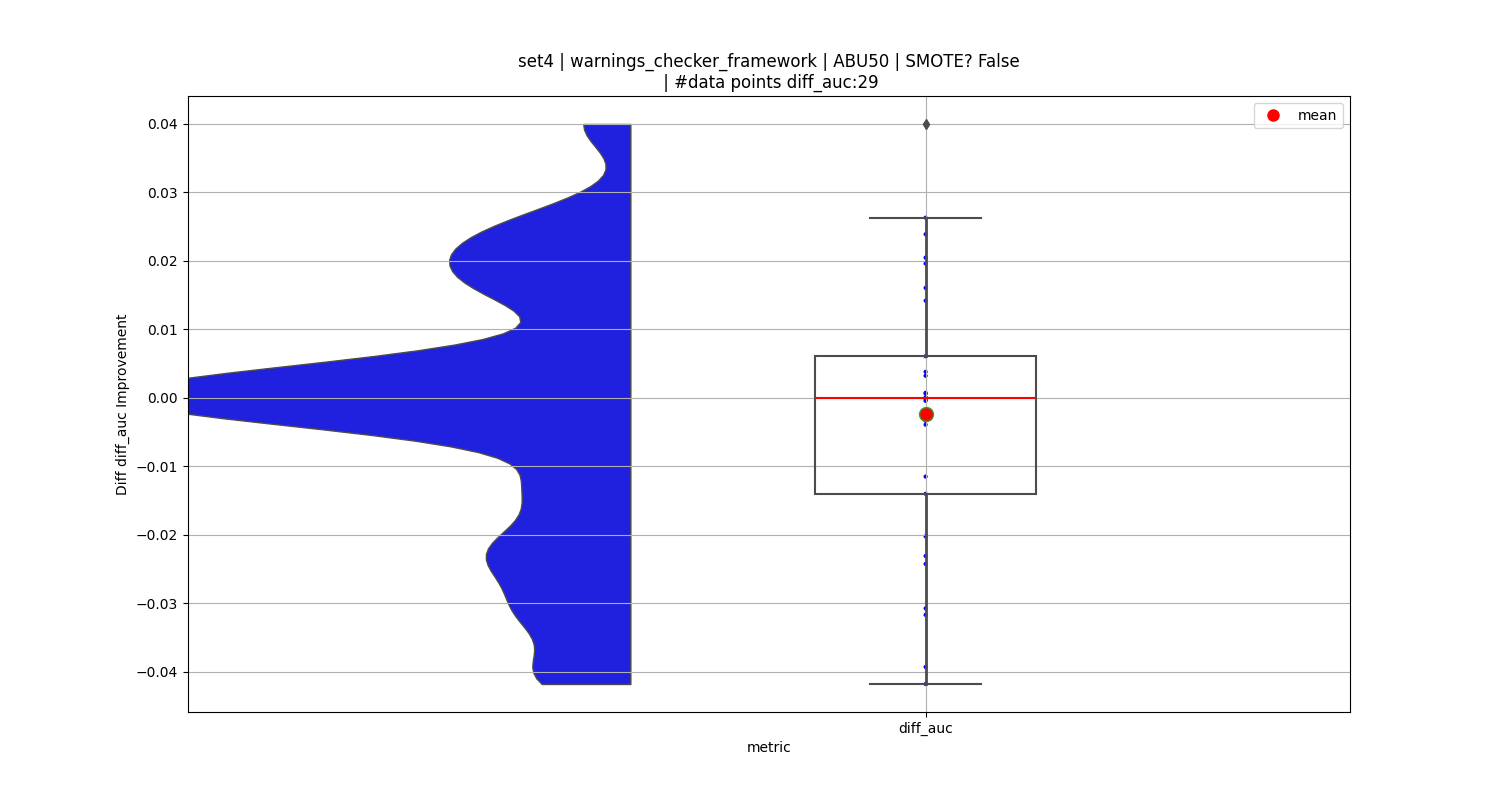 set4 | warnings_checker_framework | ABU50 | SMOTE? False
| #data points diff_auc:29
mean
0.04
0.03
0.02
0.01
0.00
−0.01
−0.02
−0.03
−0.04
Diff diff_auc Improvement
diff_auc
metric